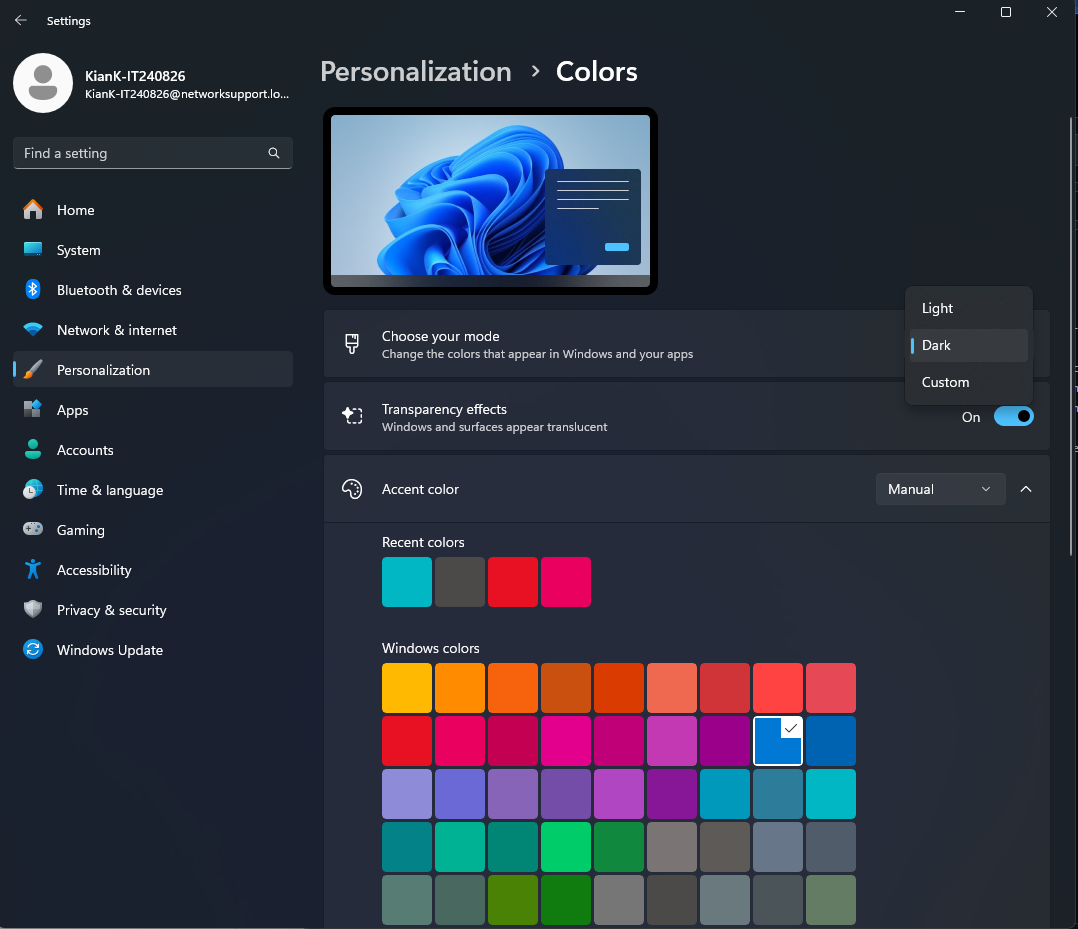 Settings
KianK-IT240826
KianK-IT240826@networksupport.lo...
Find a setting
Home
System
Bluetooth & devices
Network & internet
Personalization
Apps
Accounts
Time & language
Gaming
Accessibility
Privacy & security
Windows Update
Personalization > Colors
Choose your mode
Change the colors that appear in Windows and your apps
Light
Dark
Custom
Transparency effects
Windows and surfaces appear translucent
On
Accent color
Manual
Recent colors
Windows colors